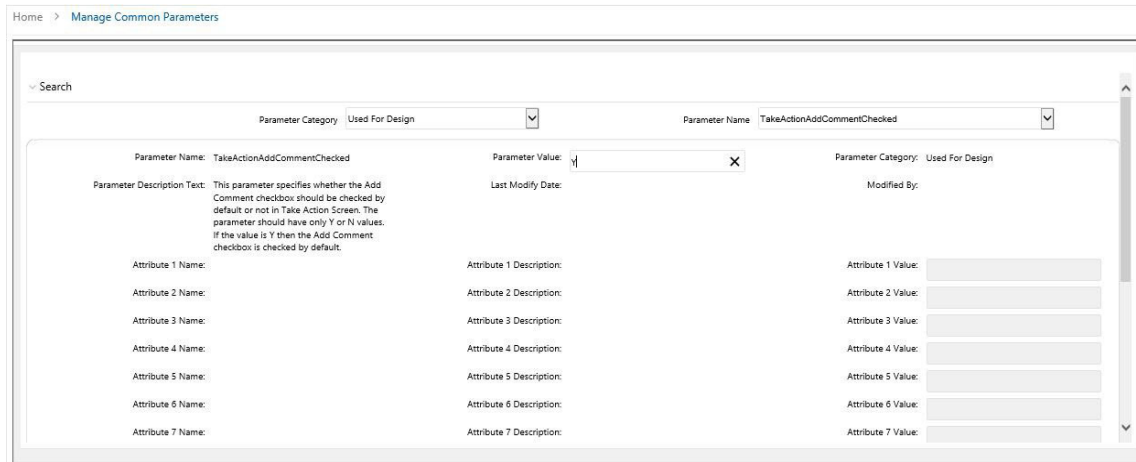 Home > Manage Common Parameters
Search
Parameter Category Used For Design Parameter Name TakeActionAddCommentChecked
Parameter Name: TakeActionAddCommentChecked Parameter Value: Y Parameter Category: Used For Design
Parameter Description Text: This parameter specifies whether the Add Last Modify Date: Modified By:
Comment checkbox should be checked by
default or not in Take Action Screen. The
parameter should have only Y or N values.
If the value is Y then the Add Comment
checkbox is checked by default.
Attribute 1 Name: Attribute 1 Description: Attribute 1 Value:
Attribute 2 Name: Attribute 2 Description: Attribute 2 Value:
Attribute 3 Name: Attribute 3 Description: Attribute 3 Value:
Attribute 4 Name: Attribute 4 Description: Attribute 4 Value:
Attribute 5 Name: Attribute 5 Description: Attribute 5 Value:
Attribute 6 Name: Attribute 6 Description: Attribute 6 Value:
Attribute 7 Name: Attribute 7 Description: Attribute 7 Value: